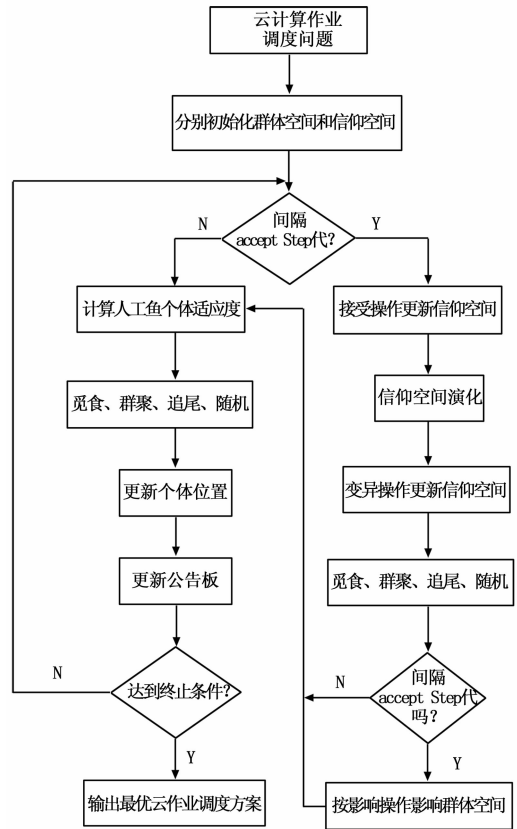 云计算作业
调度问题
分别初始化群体空间和信仰空间
间隔
accept Step代?
N
Y
计算人工鱼个体适应度
接受操作更新信仰空间
觅食、群聚、追尾、随机
信仰空间演化
更新个体位置
变异操作更新信仰空间
更新公告板
觅食、群聚、追尾、随机
达到终止条件?
N
Y
间隔
accept Step代
吗?
N
Y
输出最优云作业调度方案
按影响操作影响群体空间